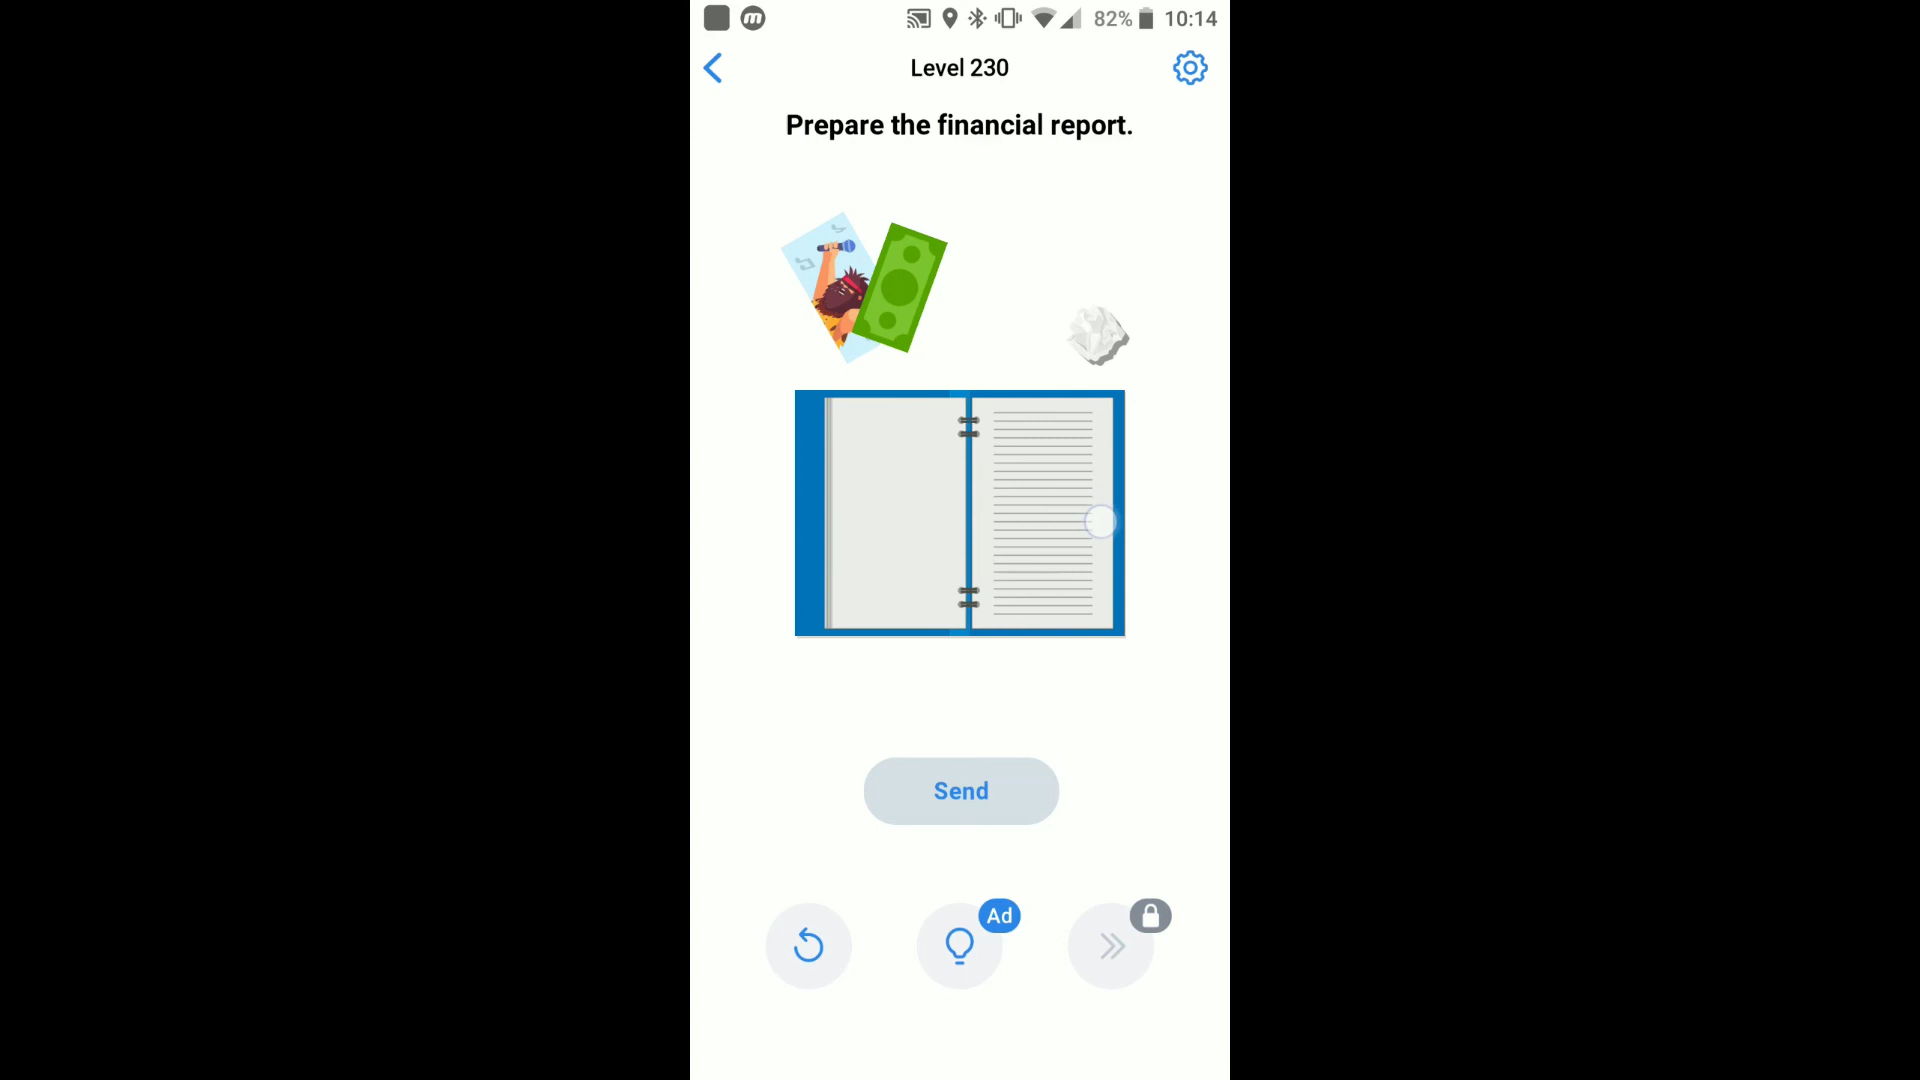 82% 10:14
Level 230
Prepare the financial report.
Send
Ad